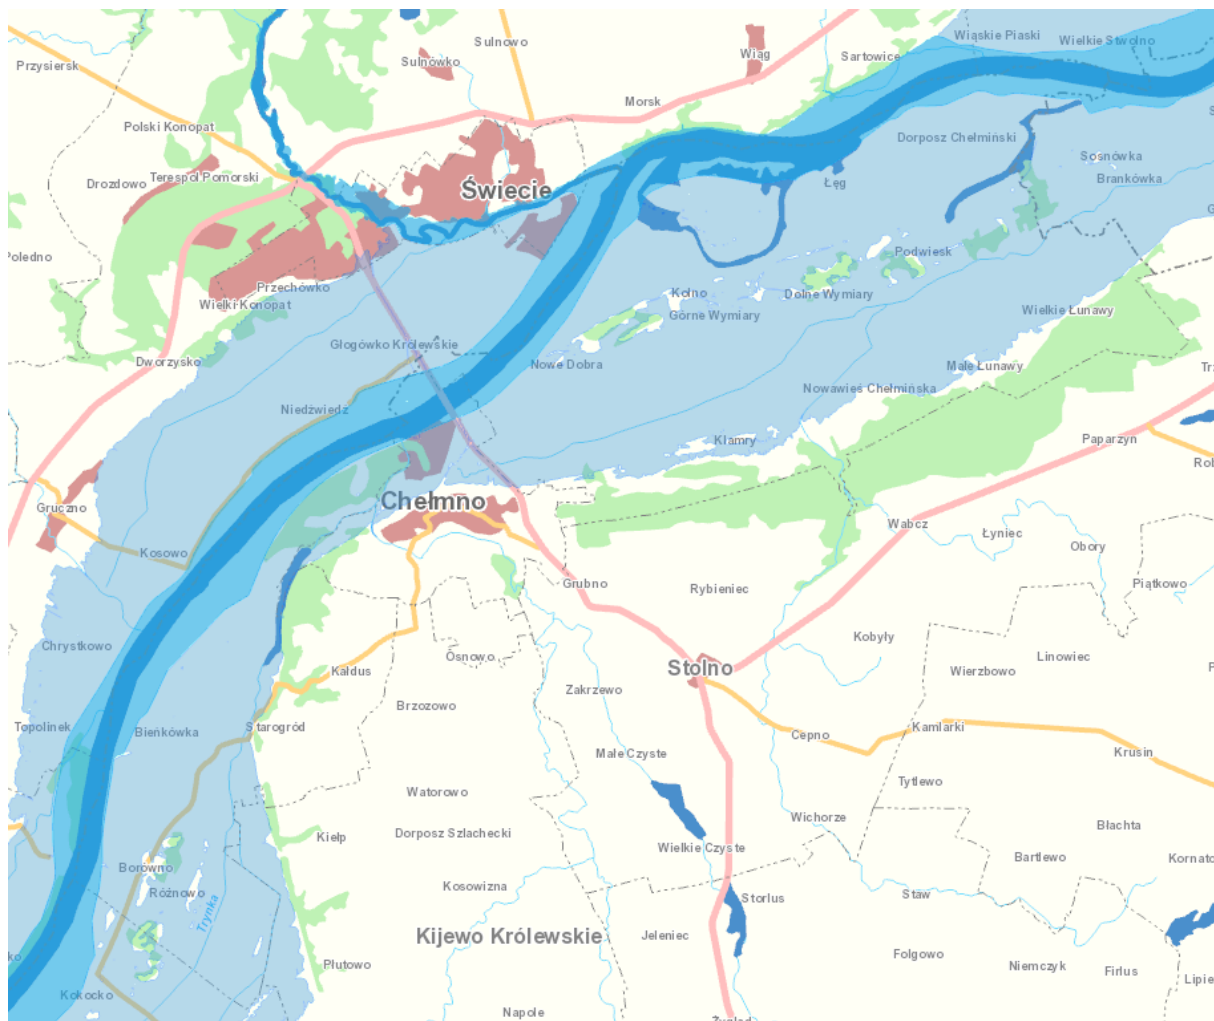 Wiąskie Piaski
Wielkie Stwolno
Sulnowo
Sulnówko
Wiąg
Sartowice
Przysiersk
Morsk
Polski Konopat
Dorposz Chełmiński
Sosnówka
Brankówka
Drozdowo
Terespol Pomorski
Świecie
Łęg
Poledno
Podwiesk
Przechówko
Wielki Konopat
Kolno
Dolne Wymiary
Górne Wymiary
Wielkie Łunawy
Głogówko Królewskie
Dworzysko
Nowe Dobra
Małe Łunawy
Nowawieś Chełmińska
Niedźwiedź
Klamry
Paparzyn
Chełmno
Gruczno
Wabcz
Łyniec
Obory
Kosowo
Grubno
Rybieniec
Piątkowo
Chrystkowo
Kobyły
Osnowo
Linowiec
Kałdus
Stolno
Wierzbowo
Zakrzewo
Brzozowo
Topolinek
Bieńkówka
Starogród
Cepno
Kamlarki
Małe Czyste
Krusin
Tytlewo
Watorowo
Wichorze
Błachta
Kiełp
Dorposz Szlachecki
Wielkie Czyste
Bartlewo
Borówno
Kosowizna
Różnowo
Storlus
Staw
Trynka
Kijewo Królewskie
Jeleniec
Folgowo
Płutowo
Niemczyk
Firlus
Kokocko
Napole